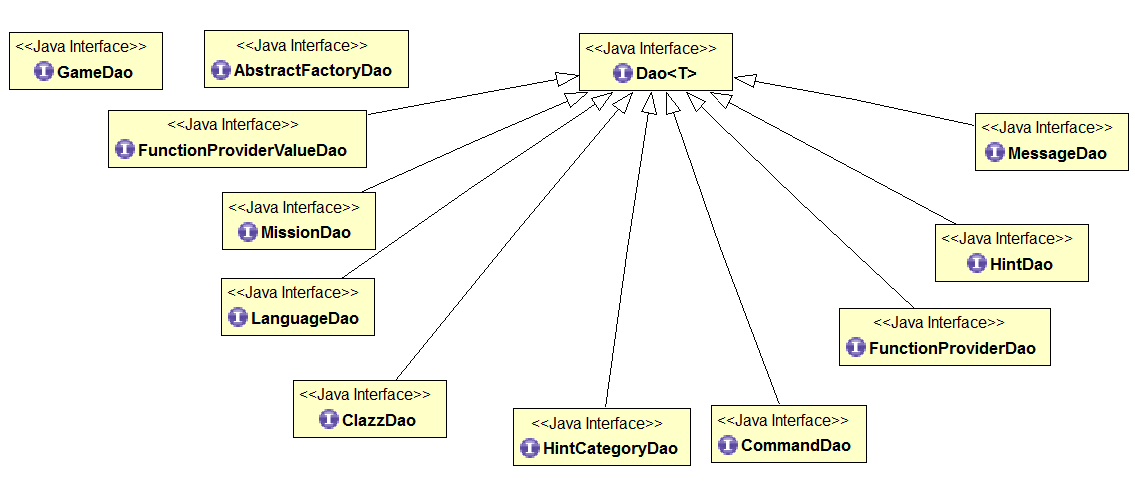 <<Java Interface>>
GameDao
<<Java Interface>>
AbstractFactoryDao
<<Java Interface>>
Dao<T>
<<Java Interface>>
FunctionProviderValueDao
<<Java Interface>>
MessageDao
<<Java Interface>>
MissionDao
<<Java Interface>>
HintDao
<<Java Interface>>
LanguageDao
<<Java Interface>>
FunctionProviderDao
<<Java Interface>>
ClazzDao
<<Java Interface>>
HintCategoryDao
<<Java Interface>>
CommandDao